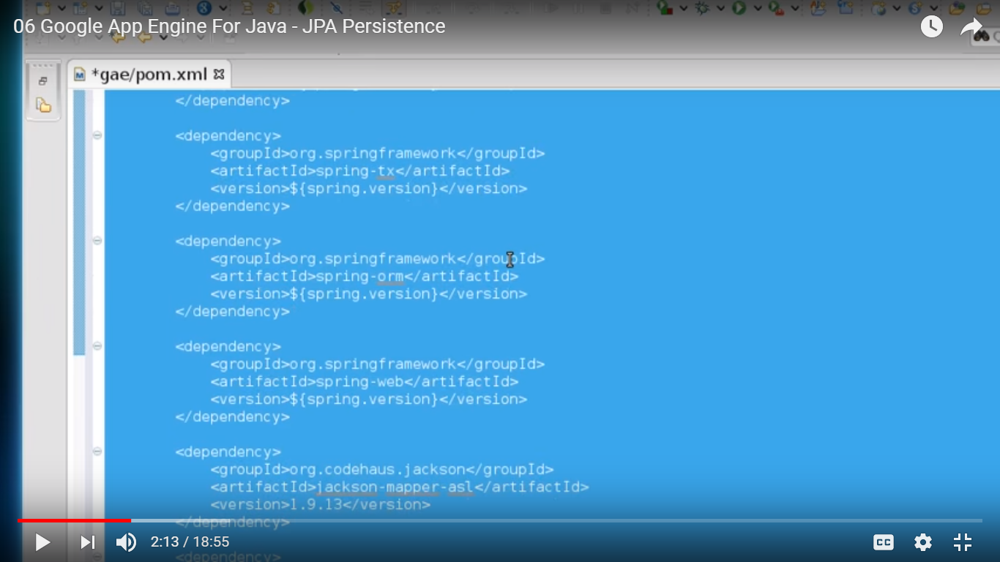 06 Google App Engine For Java - JPA Persistence
*gae/pom.xml
</dependency>
<dependency>
<groupId>org.springframework</groupId>
<artifactId>spring-tx</artifactId>
<version>${spring.version}</version>
</dependency>
<dependency>
<groupId>org.springframework</groupId>
<artifactId>spring-orm</artifactId>
<version>${spring.version}</version>
</dependency>
<dependency>
<groupId>org.springframework</groupId>
<artifactId>spring-web</artifactId>
<version>${spring.version}</version>
</dependency>
<dependency>
<groupId>org.codehaus.jackson</groupId>
<artifactId>jackson-mapper-asl</artifactId>
<version>1.9.13</version>
</dependency>
<dependency>
2:13 / 18:55
CC